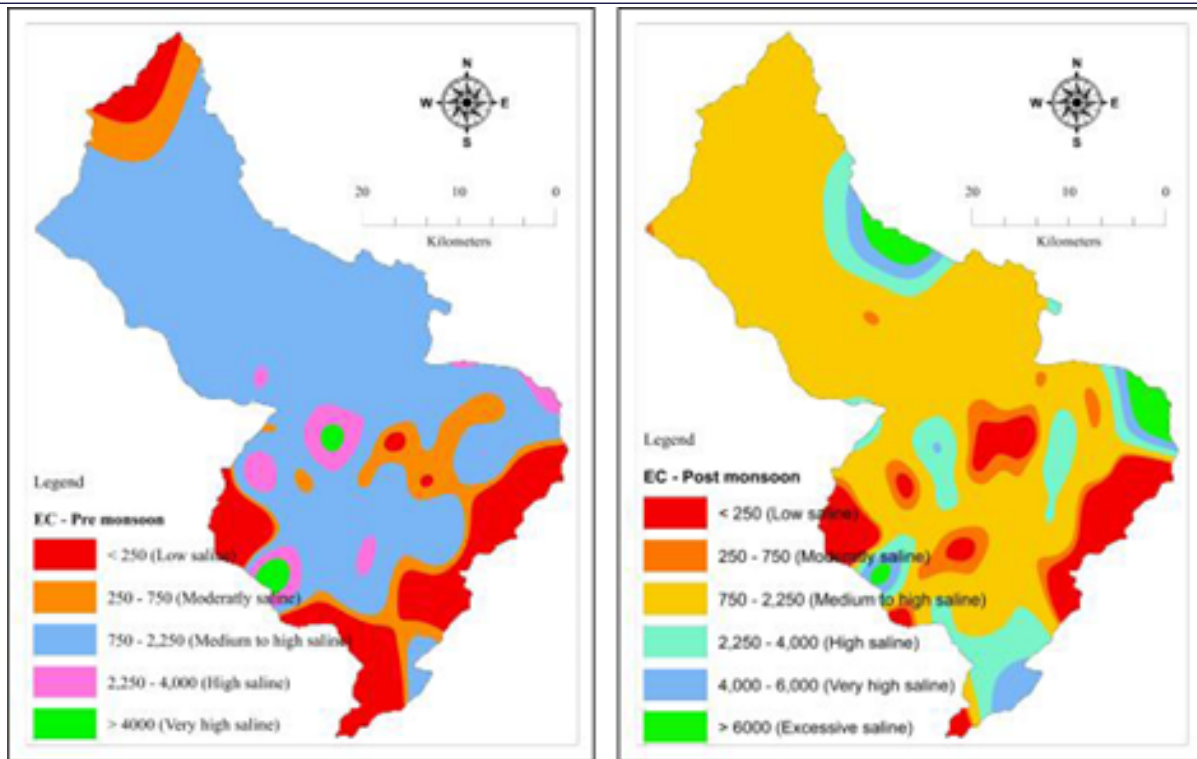 N
W E
S
20 10 0
Kilometers
Legend
EC - Pre monsoon
< 250 (Low saline)
250 - 750 (Moderatly saline)
750 - 2,250 (Medium to high saline)
2,250 - 4,000 (High saline)
> 4000 (Very high saline)
N
W E
S
20 10 0
Kilometers
Legend
EC - Post monsoon
< 250 (Low saline)
250 - 750 (Moderatly saline)
750 - 2,250 (Medium to high saline)
2,250 - 4,000 (High saline)
4,000 - 6,000 (Very high saline)
> 6000 (Excessive saline)